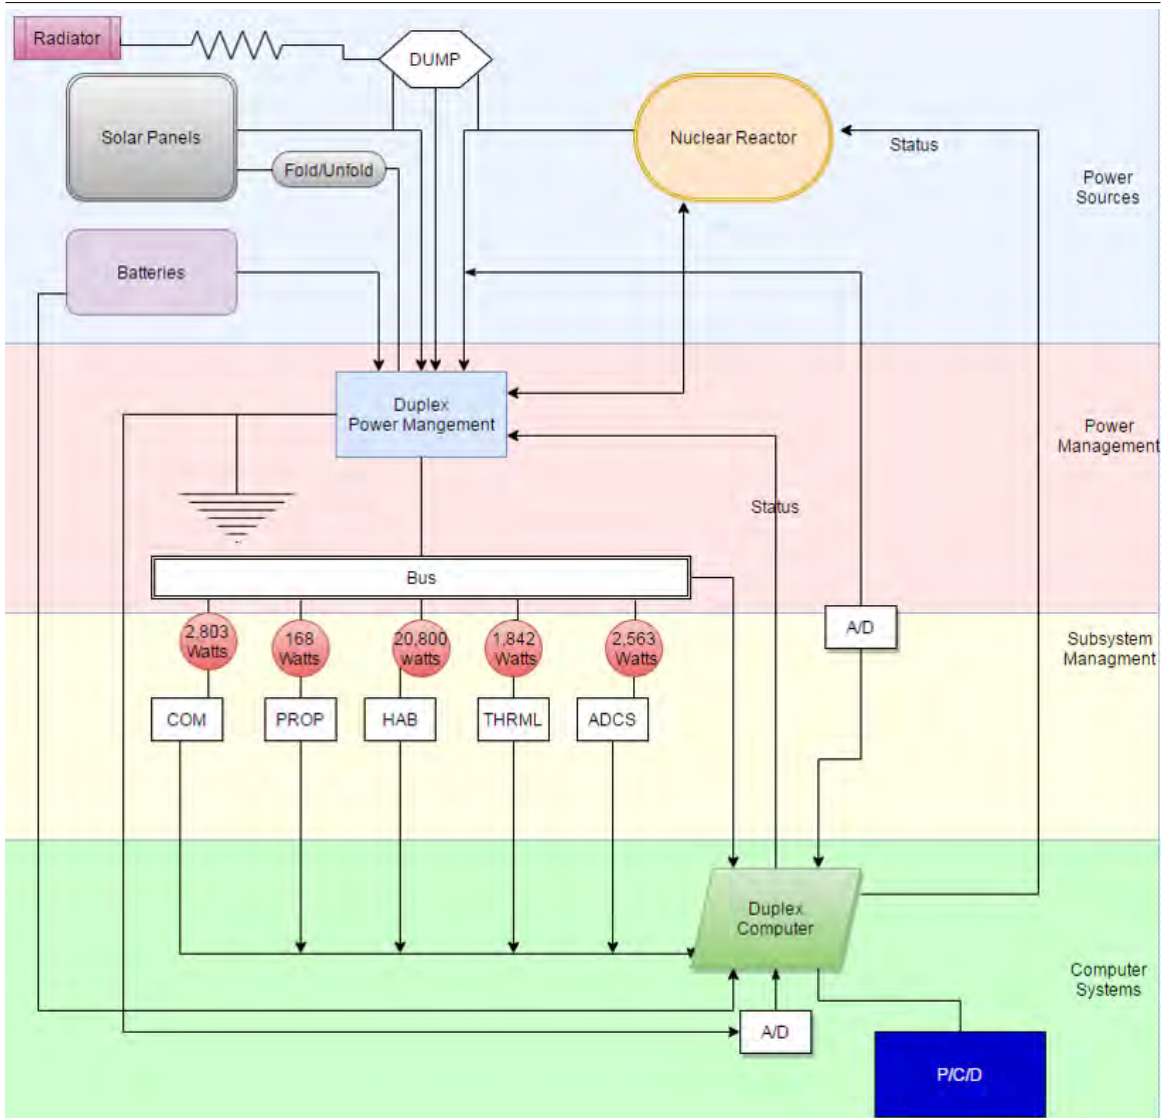 Radiator
DUMP
Solar Panels
Nuclear Reactor
Status
Fold/Unfold
Power
Sources
Batteries
Duplex
Power Mangement
Power
Management
Status
Bus
2,803
Watts
168
Watts
20,800
watts
1,842
Watts
2,563
Watts
A/D
Subsystem
Managment
COM
PROP
HAB
THRML
ADCS
Duplex
Computer
Computer
Systems
A/D
P/C/D